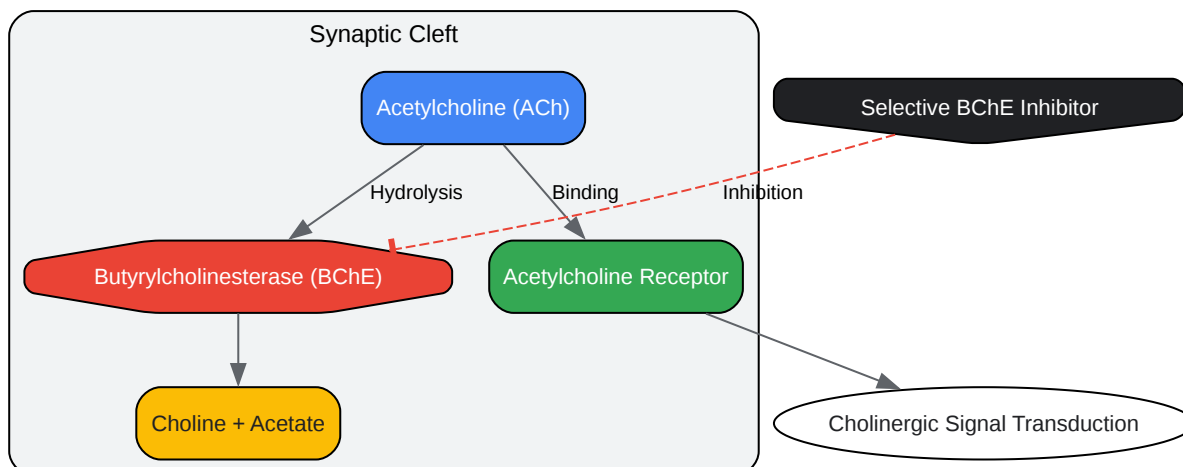 Synaptic Cleft
Acetylcholine (ACh)
Selective BChE Inhibitor
Hydrolysis
Binding
Inhibition
Butyrylcholinesterase (BChE)
Acetylcholine Receptor
Choline + Acetate
Cholinergic Signal Transduction